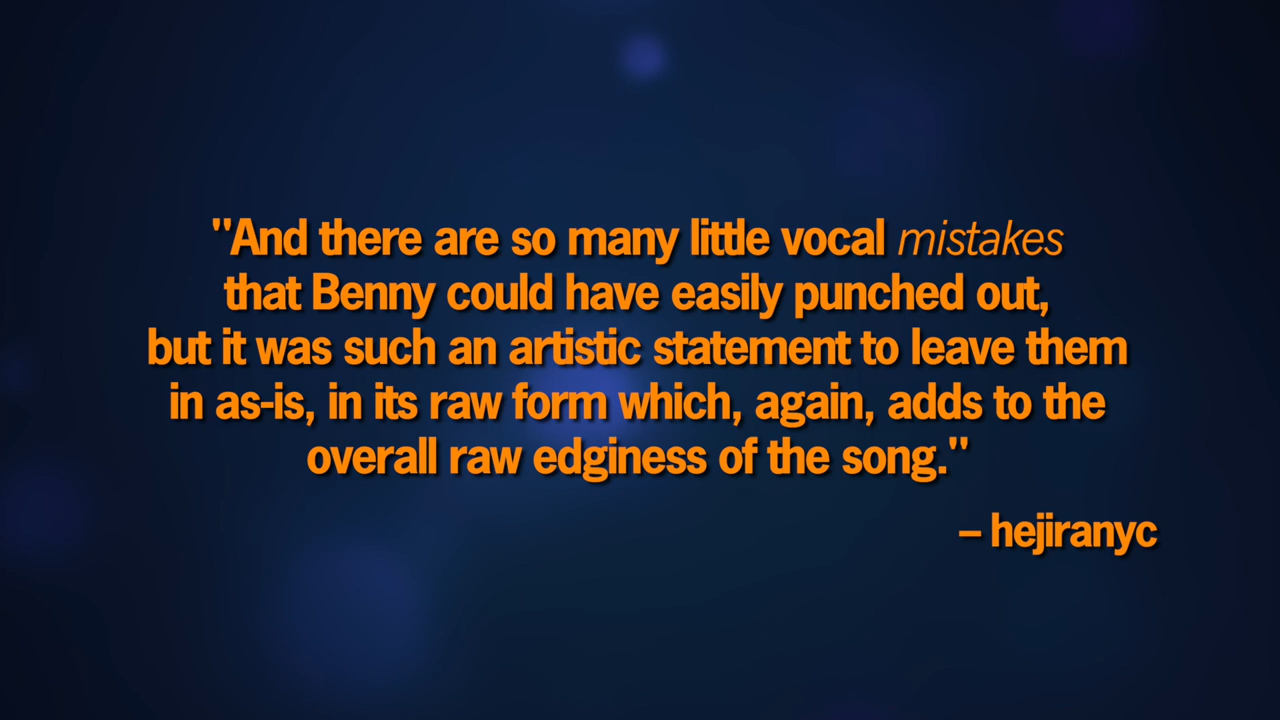 "And there are so many little vocal mistakes
that Benny could have easily punched out,
but it was such an artistic statement to leave them
in as-is, in its raw form which, again, adds to the
overall raw edginess of the song."
– hejiranyc